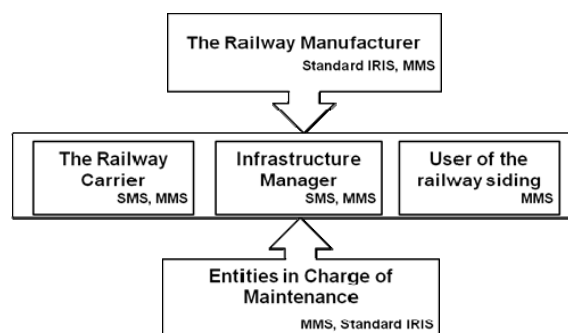 The Railway Manufacturer
Standard IRIS, MMS
The Railway
Carrier
SMS, MMS
Infrastructure
Manager
SMS, MMS
User of the
railway siding
MMS
Entities in Charge of
Maintenance
MMS, Standard IRIS